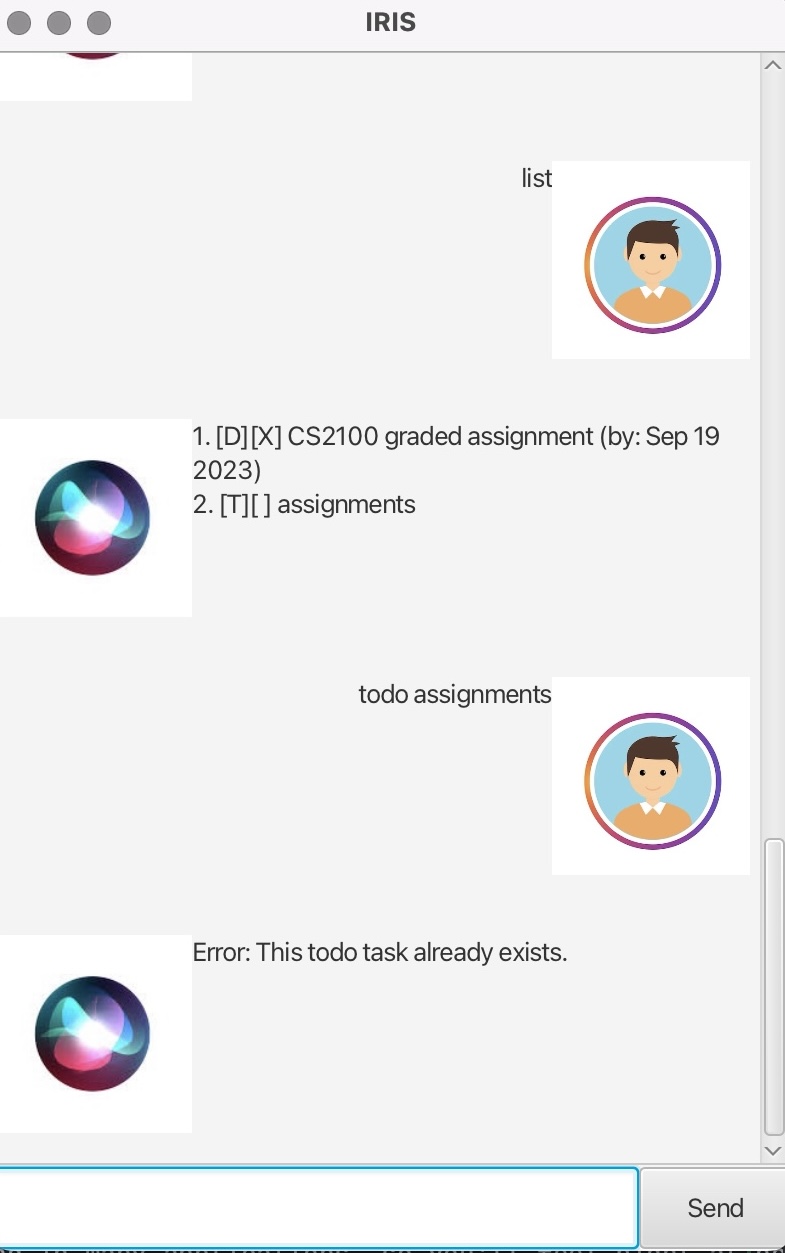 IRIS
list
1. [D][X] CS2100 graded assignment (by: Sep 19
2023)
2. [T][ ] assignments
todo assignments
Error: This todo task already exists.
Send